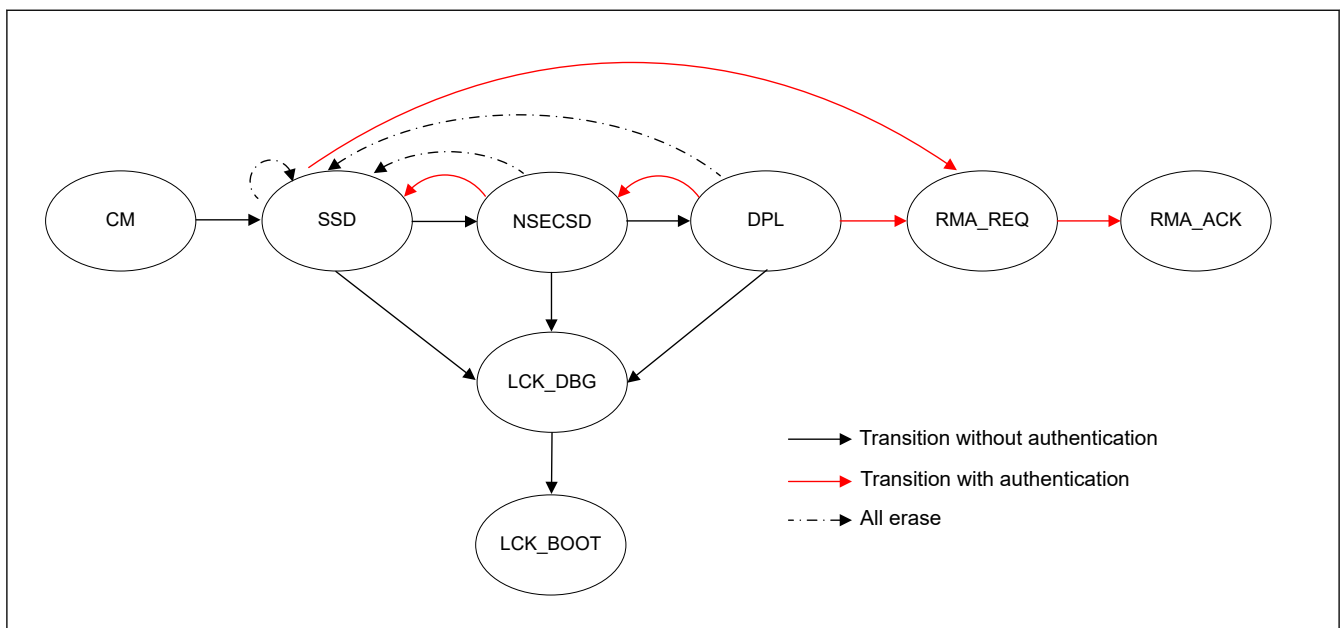 CM
SSD
NSECSD
DPL
RMA_REQ
RMA_ACK
LCK_DBG
Transition without authentication
Transition with authentication
All erase
LCK_BOOT